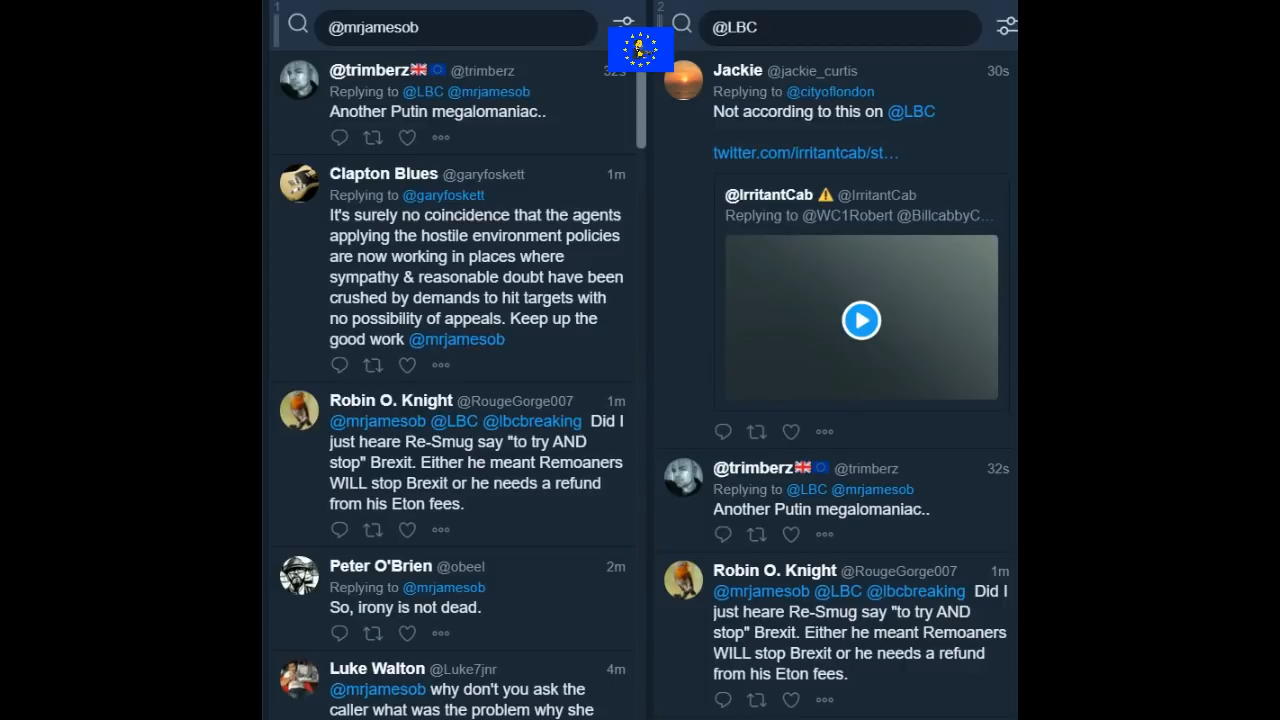 1
@mrjamesob
@trimberz @trimberz 32s
Replying to @LBC @mrjamesob
Another Putin megalomaniac..
Clapton Blues @garyfoskett 1m
Replying to @garyfoskett
It's surely no coincidence that the agents
applying the hostile environment policies
are now working in places where
sympathy & reasonable doubt have been
crushed by demands to hit targets with
no possibility of appeals. Keep up the
good work @mrjamesob
Robin O. Knight @RougeGorge007 1m
@mrjamesob @LBC @lbcbreaking Did I
just heare Re-Smug say "to try AND
stop" Brexit. Either he meant Remoaners
WILL stop Brexit or he needs a refund
from his Eton fees.
Peter O'Brien @obeel 2m
Replying to @mrjamesob
So, irony is not dead.
Luke Walton @Luke7jnr 4m
@mrjamesob why don't you ask the
caller what was the problem why she
2
@LBC
Jackie @jackie_curtis 30s
Replying to @cityoflondon
Not according to this on @LBC
twitter.com/irritantcab/st…
@IrritantCab @IrritantCab
Replying to @WC1Robert @BillcabbyC…
@trimberz @trimberz 32s
Replying to @LBC @mrjamesob
Another Putin megalomaniac..
Robin O. Knight @RougeGorge007 1m
@mrjamesob @LBC @lbcbreaking Did I
just heare Re-Smug say "to try AND
stop" Brexit. Either he meant Remoaners
WILL stop Brexit or he needs a refund
from his Eton fees.